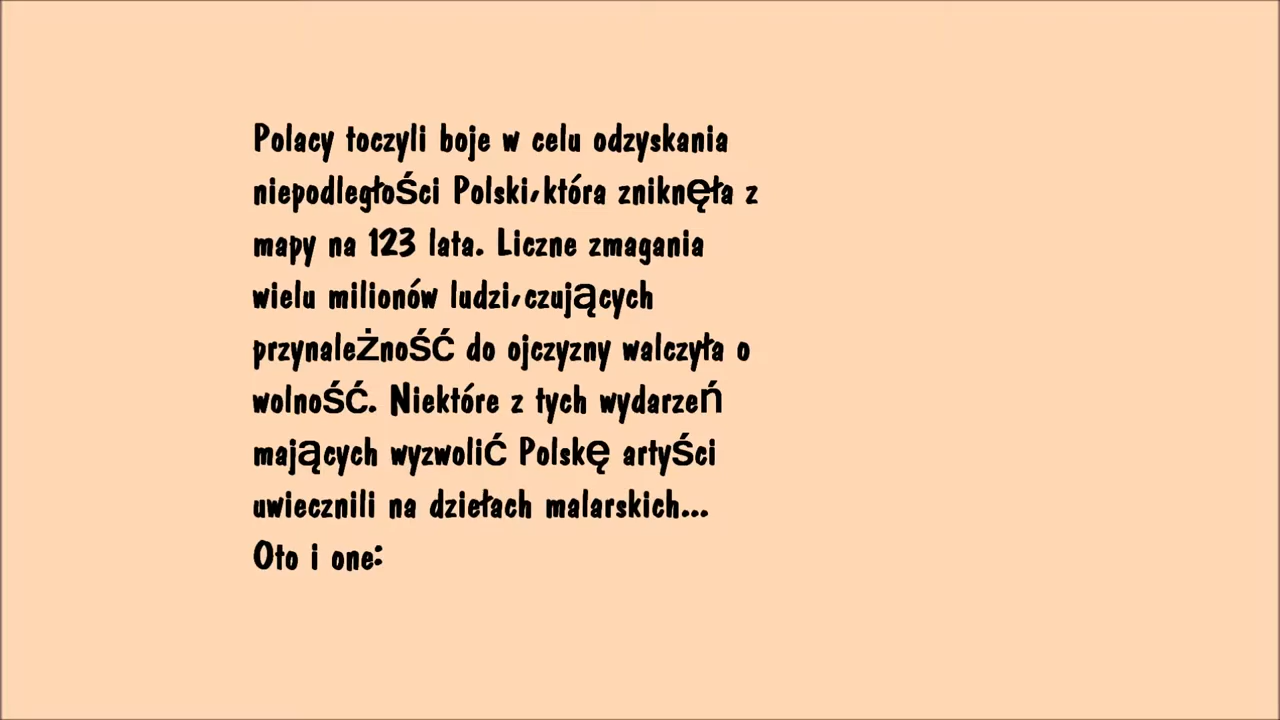 Polacy toczyli boje w celu odzyskania
niepodległości Polski,która zniknęła z
mapy na 123 lata. Liczne zmagania
wielu milionów ludzi,czujących
przynależność do ojczyzny walczyła o
wolność. Niektóre z tych wydarzeń
mających wyzwolić Polskę artyści
uwiecznili na dziełach malarskich...
Oto i one: